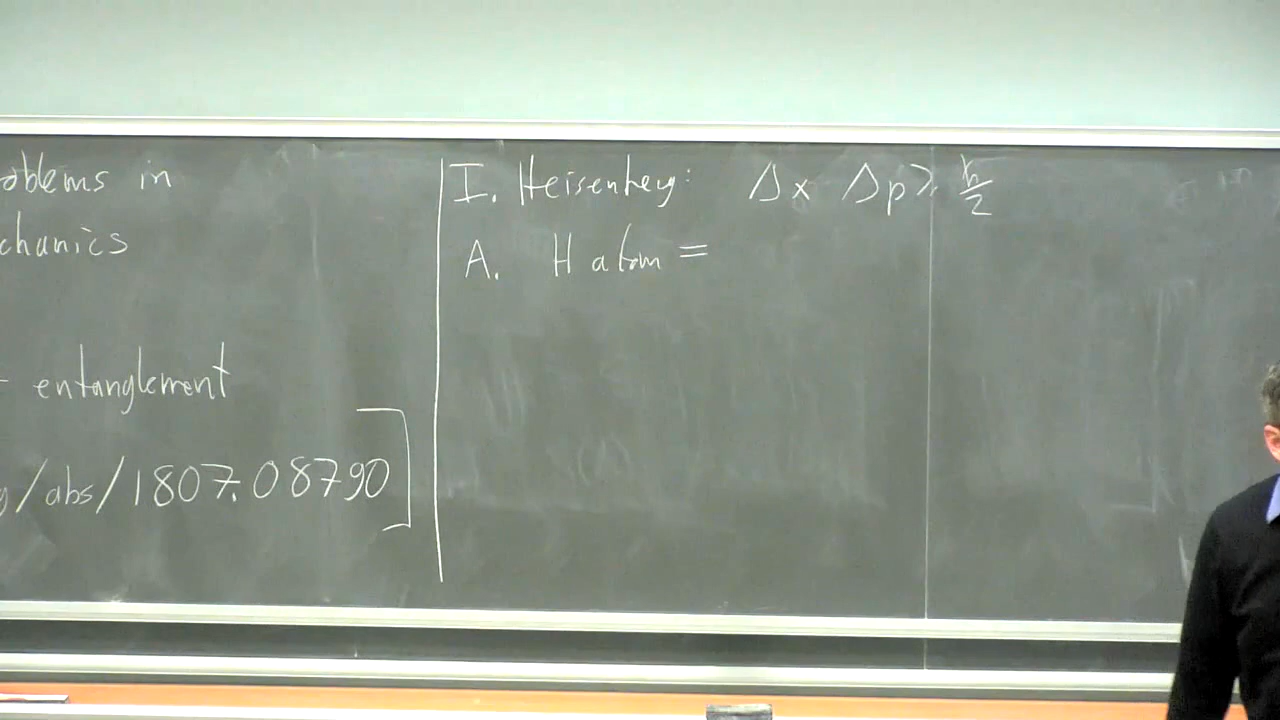 oblems in
chanics
- entanglement
g/abs/1807.08790
I. Heisenberg: Δx Δp ≥ ħ/2
A. H atom =